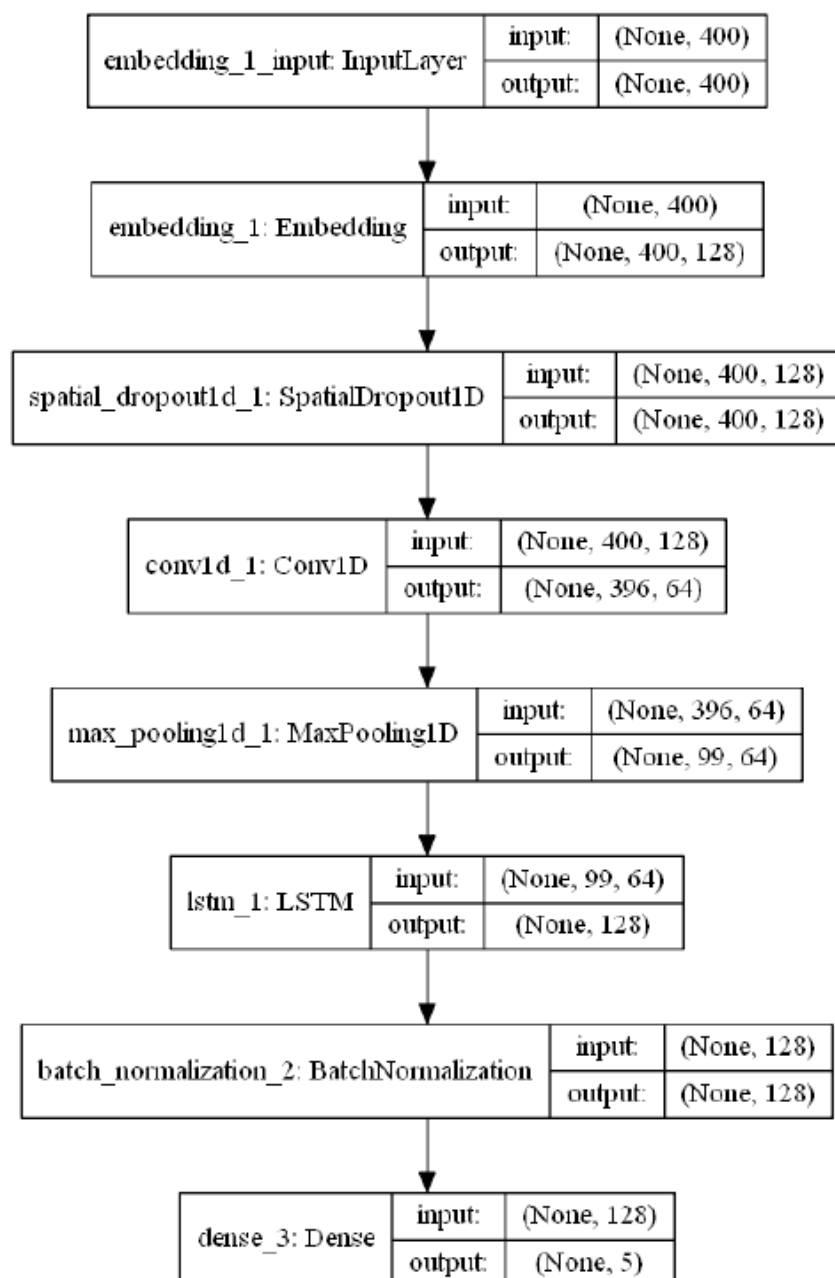 embedding_1_input: InputLayer
input: (None, 400)
output: (None, 400)
embedding_1: Embedding
input: (None, 400)
output: (None, 400, 128)
spatial_dropout1d_1: SpatialDropout1D
input: (None, 400, 128)
output: (None, 400, 128)
conv1d_1: Conv1D
input: (None, 400, 128)
output: (None, 396, 64)
max_pooling1d_1: MaxPooling1D
input: (None, 396, 64)
output: (None, 99, 64)
lstm_1: LSTM
input: (None, 99, 64)
output: (None, 128)
batch_normalization_2: BatchNormalization
input: (None, 128)
output: (None, 128)
dense_3: Dense
input: (None, 128)
output: (None, 5)